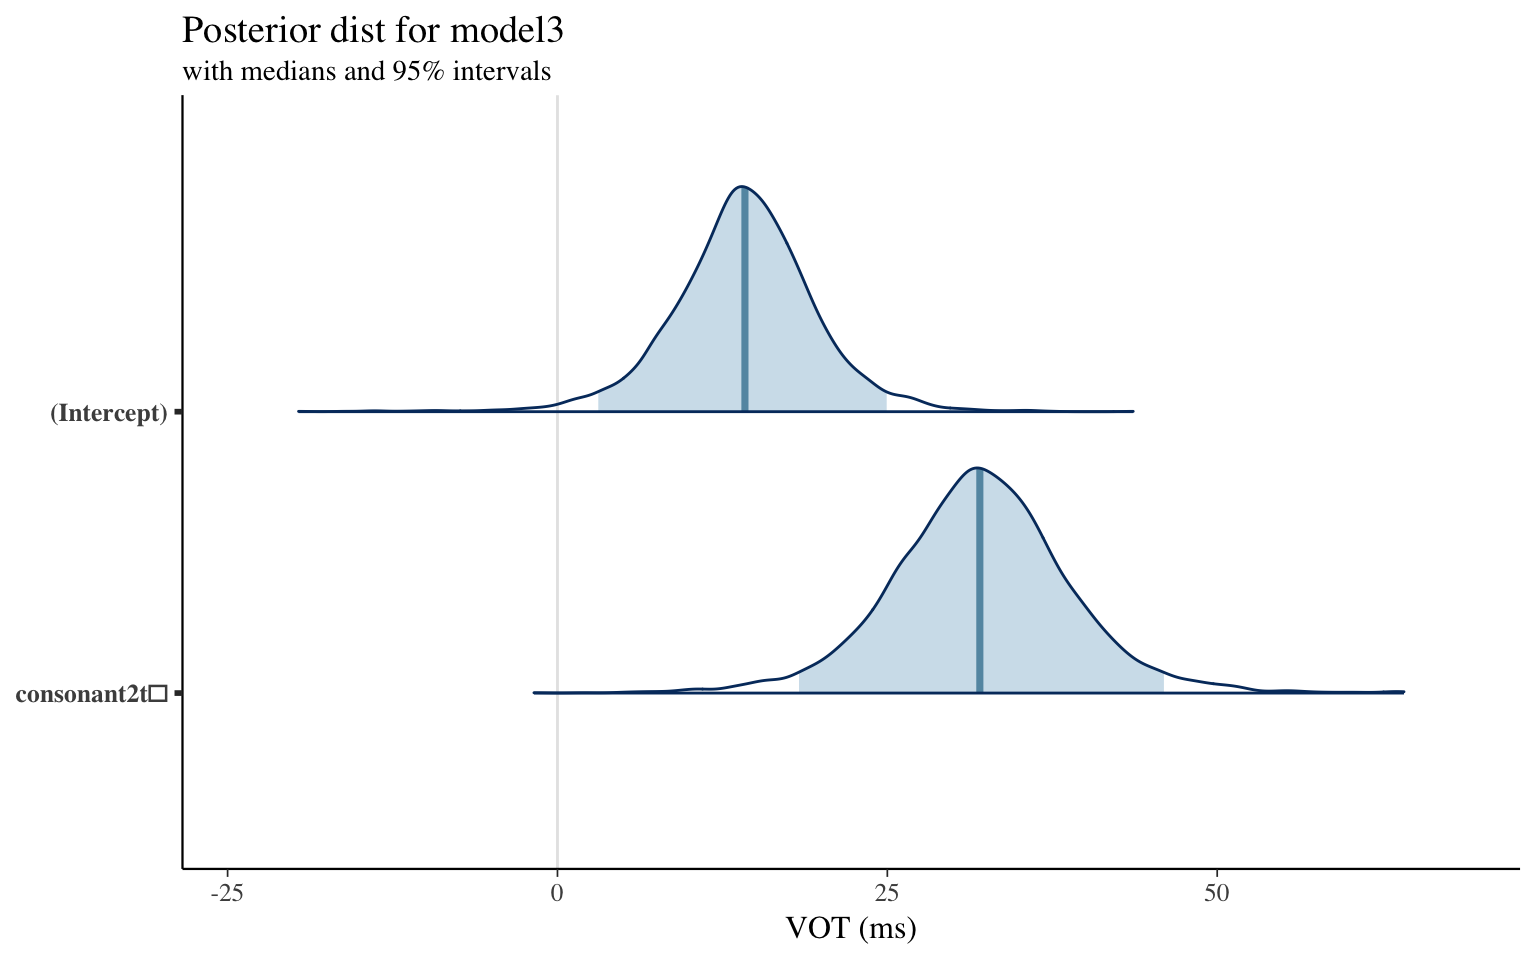 Posterior dist for model3
with medians and 95% intervals
(Intercept)
consonant2t□
-25 0 25 50
VOT (ms)